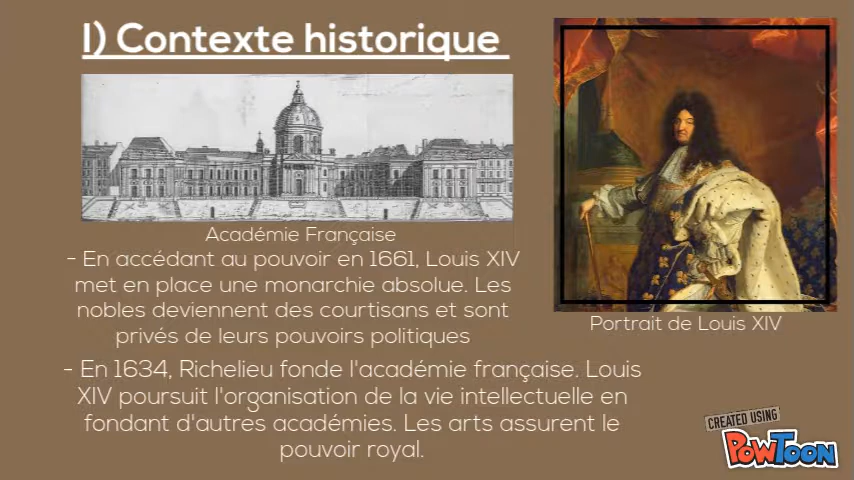 I) Contexte historique
Académie Française
- En accédant au pouvoir en 1661, Louis XIV
met en place une monarchie absolue. Les
nobles deviennent des courtisans et sont
privés de leurs pouvoirs politiques
Portrait de Louis XIV
- En 1634, Richelieu fonde l'académie française. Louis
XIV poursuit l'organisation de la vie intellectuelle en
fondant d'autres académies. Les arts assurent le
pouvoir royal.
CREATED USING
POWTOON